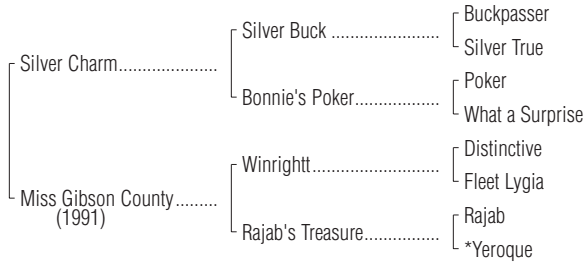 Buckpasser
Silver Buck ....................
Silver True
Silver Charm...................
Poker
Bonnie's Poker................
What a Surprise
Distinctive
Winrightt........................
Fleet Lygia
Miss Gibson County........
(1991)
Rajab
Rajab's Treasure..............
*Yeroque